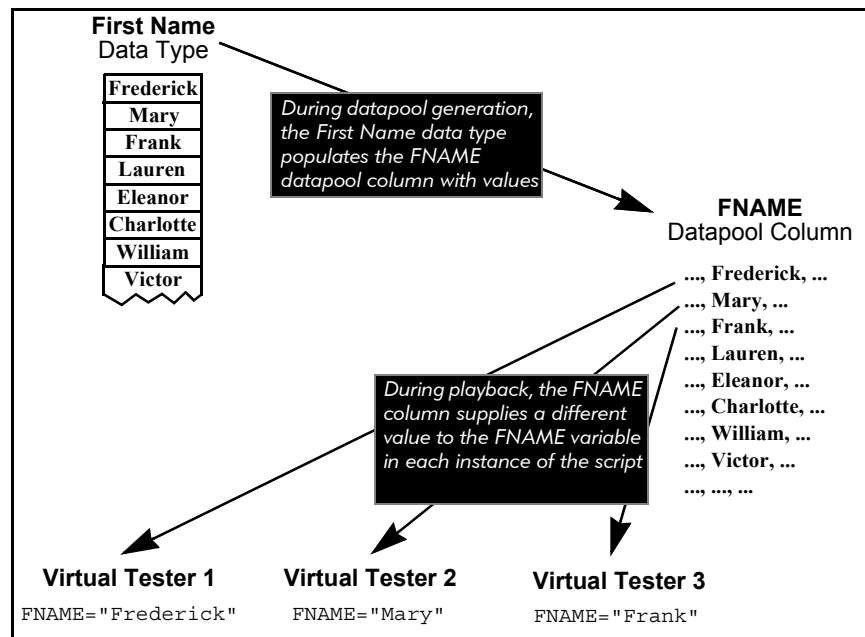 First Name
Data Type
Frederick
Mary
Frank
Lauren
Eleanor
Charlotte
William
Victor
During datapool generation,
the First Name data type
populates the FNAME
datapool column with values
FNAME
Datapool Column
..., Frederick, ...
..., Mary, ...
..., Frank, ...
..., Lauren, ...
..., Eleanor, ...
..., Charlotte, ...
..., William, ...
..., Victor, ...
..., ..., ...
During playback, the FNAME
column supplies a different
value to the FNAME variable
in each instance of the script
Virtual Tester 1
FNAME="Frederick"
Virtual Tester 2
FNAME="Mary"
Virtual Tester 3
FNAME="Frank"